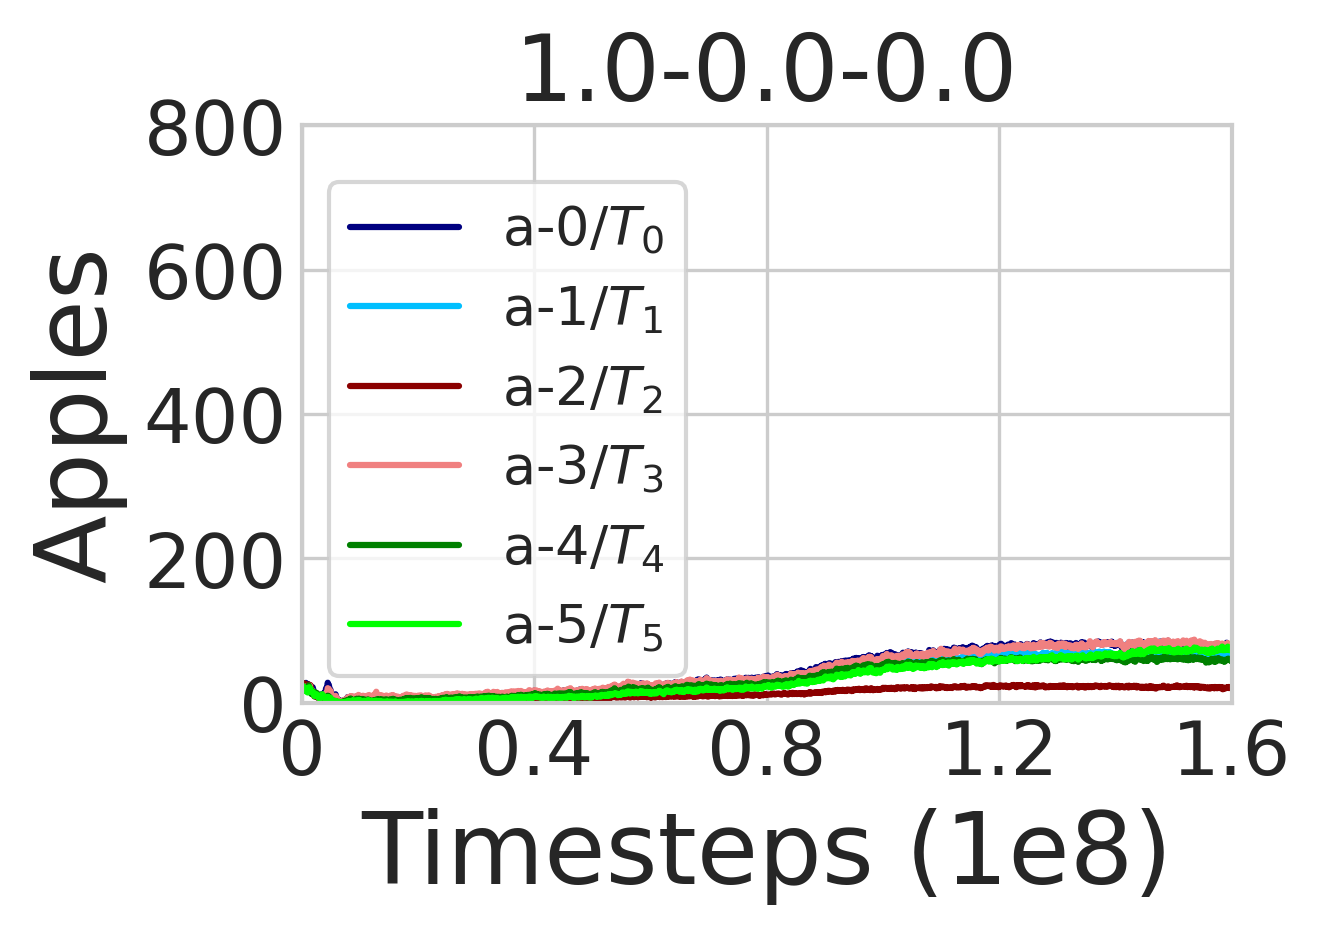 1.0-0.0-0.0
800
600
400
200
0
Apples
a-0/T₀
a-1/T₁
a-2/T₂
a-3/T₃
a-4/T₄
a-5/T₅
0 0.4 0.8 1.2 1.6
Timesteps (1e8)